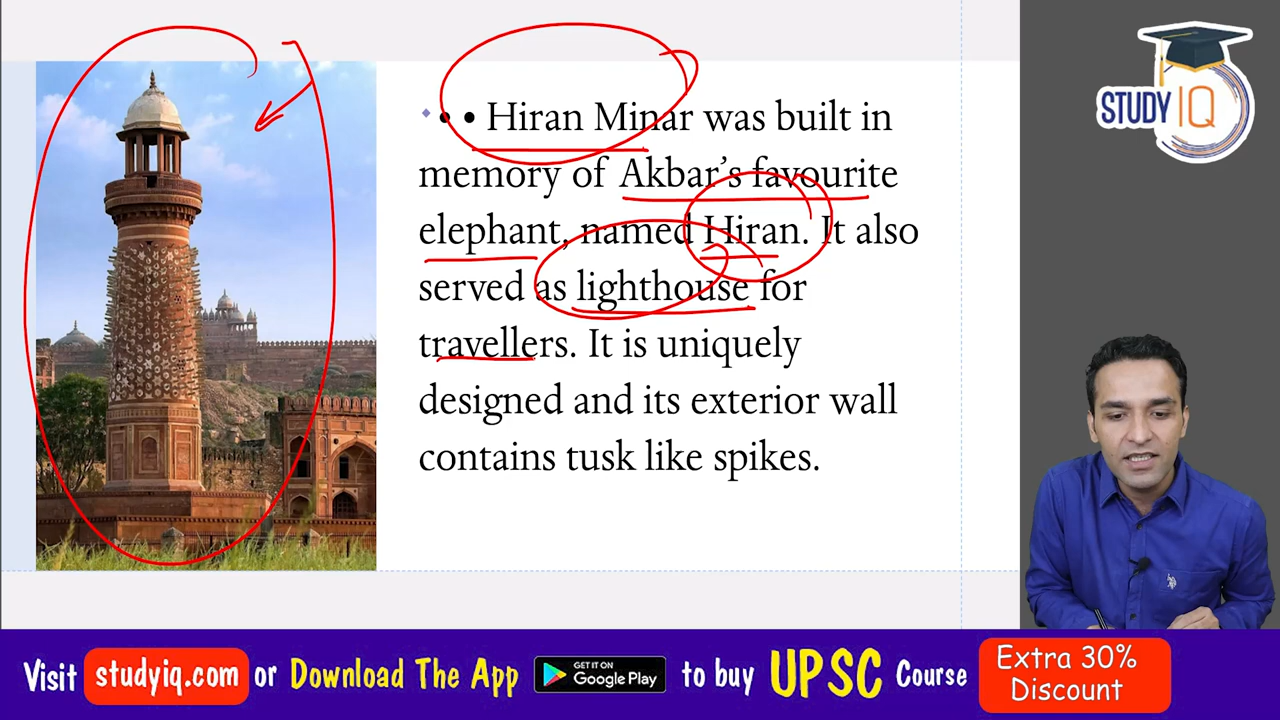 • • Hiran Minar was built in
memory of Akbar's favourite
elephant, named Hiran. It also
served as lighthouse for
travellers. It is uniquely
designed and its exterior wall
contains tusk like spikes.
STUDY IQ
Visit studyiq.com or Download The App GET IT ON Google Play to buy UPSC Course Extra 30% Discount